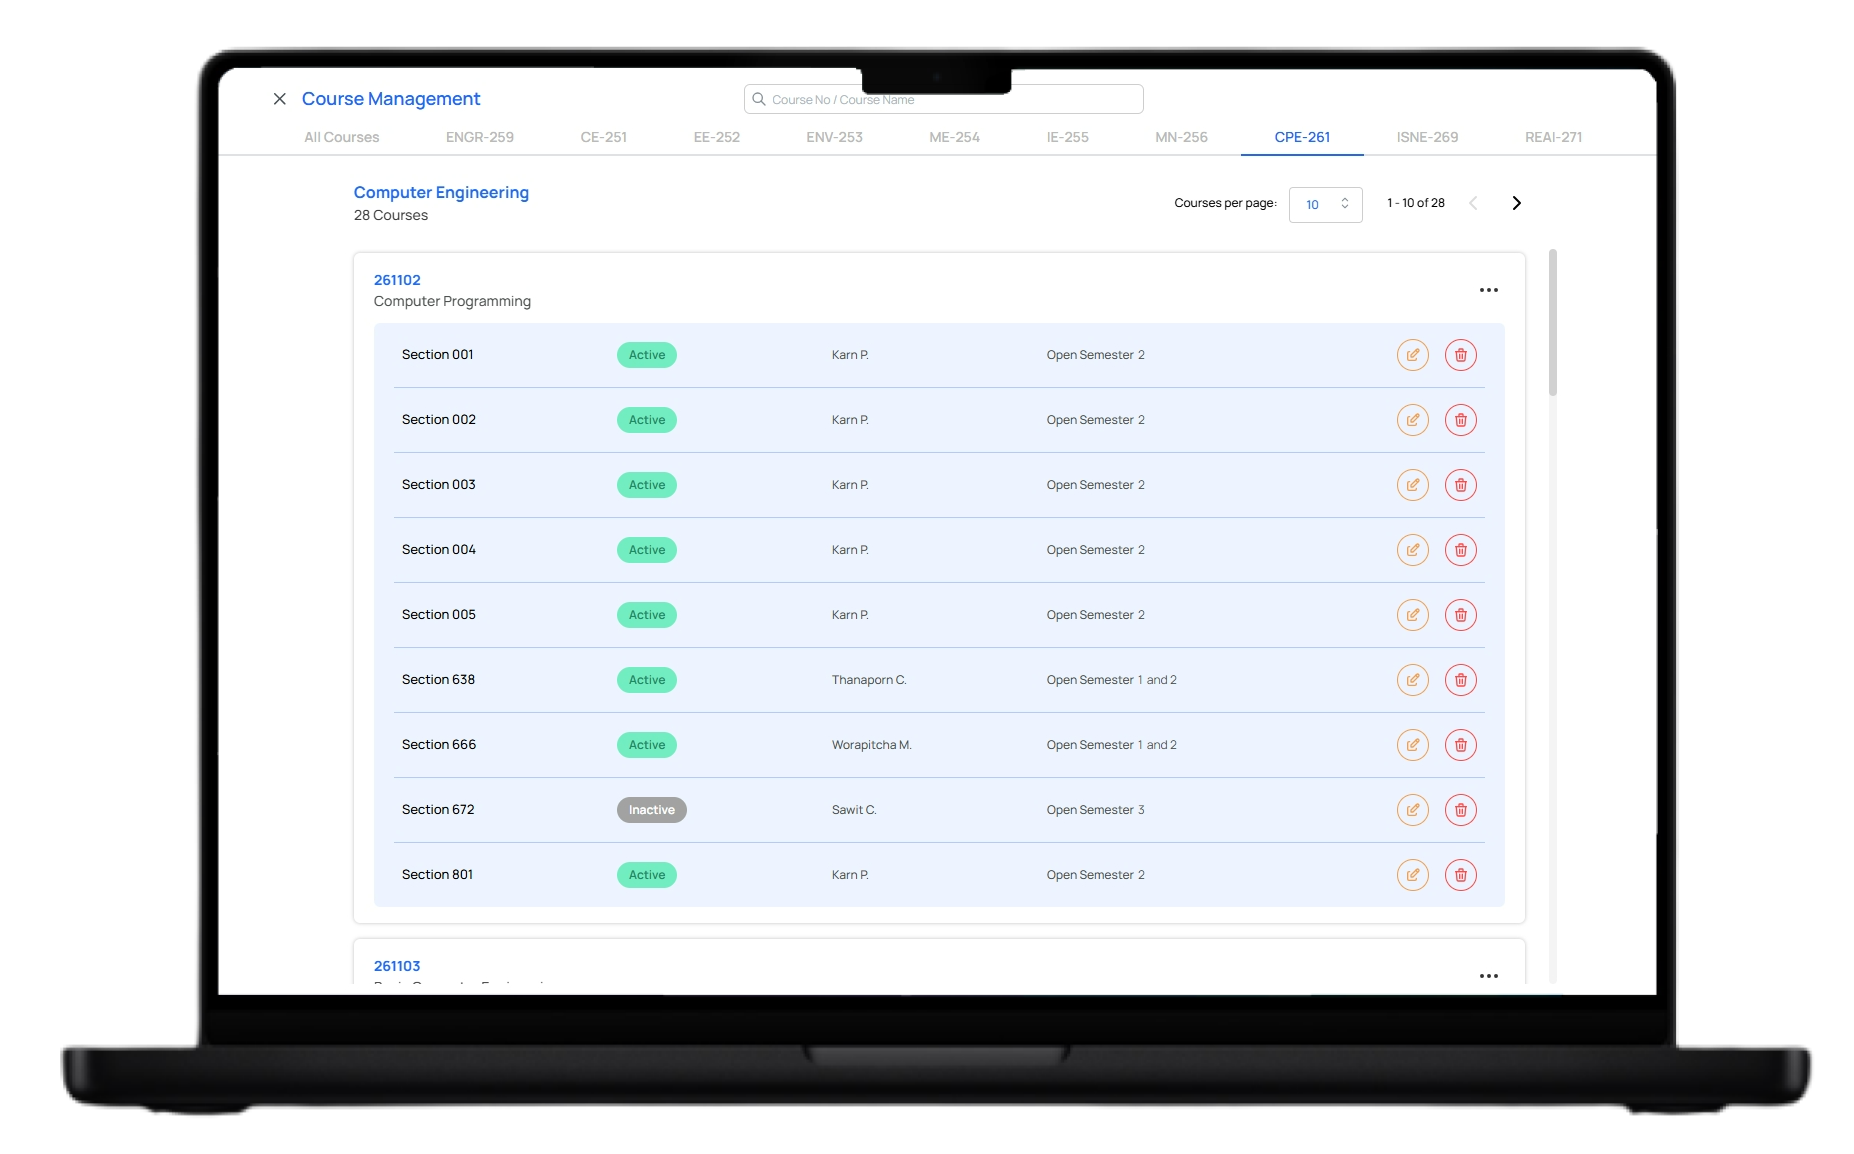 Course Management
Course No / Course Name
All Courses ENGR-259 CE-251 EE-252 ENV-253 ME-254 IE-255 MN-256 CPE-261 ISNE-269 REAI-271
Computer Engineering
28 Courses
Courses per page: 10 1 - 10 of 28
261102
Computer Programming
Section 001 Active Karn P. Open Semester 2
Section 002 Active Karn P. Open Semester 2
Section 003 Active Karn P. Open Semester 2
Section 004 Active Karn P. Open Semester 2
Section 005 Active Karn P. Open Semester 2
Section 638 Active Thanaporn C. Open Semester 1 and 2
Section 666 Active Worapitcha M. Open Semester 1 and 2
Section 672 Inactive Sawit C. Open Semester 3
Section 801 Active Karn P. Open Semester 2
261103